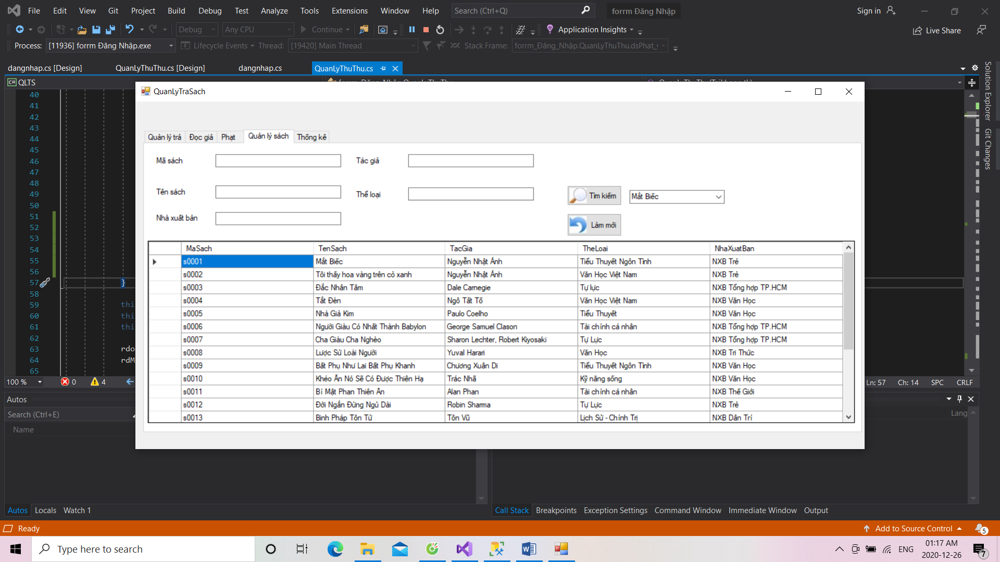 File Edit View Git Project Build Debug Test Analyze Tools Extensions Window Help Search (Ctrl+Q) forrm Đăng Nhập Sign in
Debug Any CPU Continue Application Insights Live Share
Process: [11936] forrm Đăng Nhập.exe Lifecycle Events Thread: [19420] Main Thread Stack Frame: forrm_Đăng_Nhập.QuanLyThuThu.dsPhat_
dangnhap.cs [Design] QuanLyThuThu.cs [Design] dangnhap.cs QuanLyThuThu.cs
C# QLTS
QuanLyTraSach
Quản lý trả Đọc giả Phạt Quản lý sách Thống kê
Mã sách Tác giả
Tên sách Thể loại Tìm kiếm Mắt Biếc
Nhà xuất bản Làm mới
MaSach TenSach TacGia TheLoai NhaXuatBan
s0001 Mắt Biếc Nguyễn Nhật Ánh Tiểu Thuyết Ngôn Tình NXB Trẻ
s0002 Tôi thấy hoa vàng trên cỏ xanh Nguyễn Nhật Ánh Văn Học Việt Nam NXB Trẻ
s0003 Đắc Nhân Tâm Dale Carnegie Tự lực NXB Tổng hợp TP.HCM
s0004 Tắt Đèn Ngô Tất Tố Văn Học Việt Nam NXB Văn Học
s0005 Nhà Giả Kim Paulo Coelho Tiểu Thuyết NXB Văn Học
s0006 Người Giàu Có Nhất Thành Babylon George Samuel Clason Tài chính cá nhân NXB Tổng hợp TP.HCM
s0007 Cha Giàu Cha Nghèo Sharon Lechter, Robert Kiyosaki Tự Lực NXB Tổng hợp TP.HCM
s0008 Lược Sử Loài Người Yuval Harari Văn Học NXB Tri Thức
s0009 Bất Phụ Như Lai Bất Phụ Khanh Chương Xuân Di Tiểu Thuyết Ngôn Tình NXB Văn Học
s0010 Khéo Ăn Nó Sẽ Có Được Thiên Hạ Trác Nhã Kỹ năng sống NXB Văn Học
s0011 Bí Mật Phan Thiên Ân Alan Phan Tài chính cá nhân NXB Thế Giới
s0012 Đời Ngắn Đừng Ngủ Dài Robin Sharma Tự Lực NXB Trẻ
s0013 Binh Pháp Tôn Tử Tôn Vũ Lịch Sử - Chính Trị NXB Dân Trí
40
41
42
43
44
45
46
47
48
49
50
51
52
53
54
55
56
57 }
58
59 thi
60 thi
61 thi
62
63 rdo
64 rdM
65
Solution Explorer
Git Changes
100 % 0 4 Ln: 57 Ch: 14 SPC CRLF
Autos
Search (Ctrl+E) Lang
Name
Autos Locals Watch 1 Call Stack Breakpoints Exception Settings Command Window Immediate Window Output
Ready Add to Source Control 5
Type here to search ENG 01:17 AM
2020-12-26 7